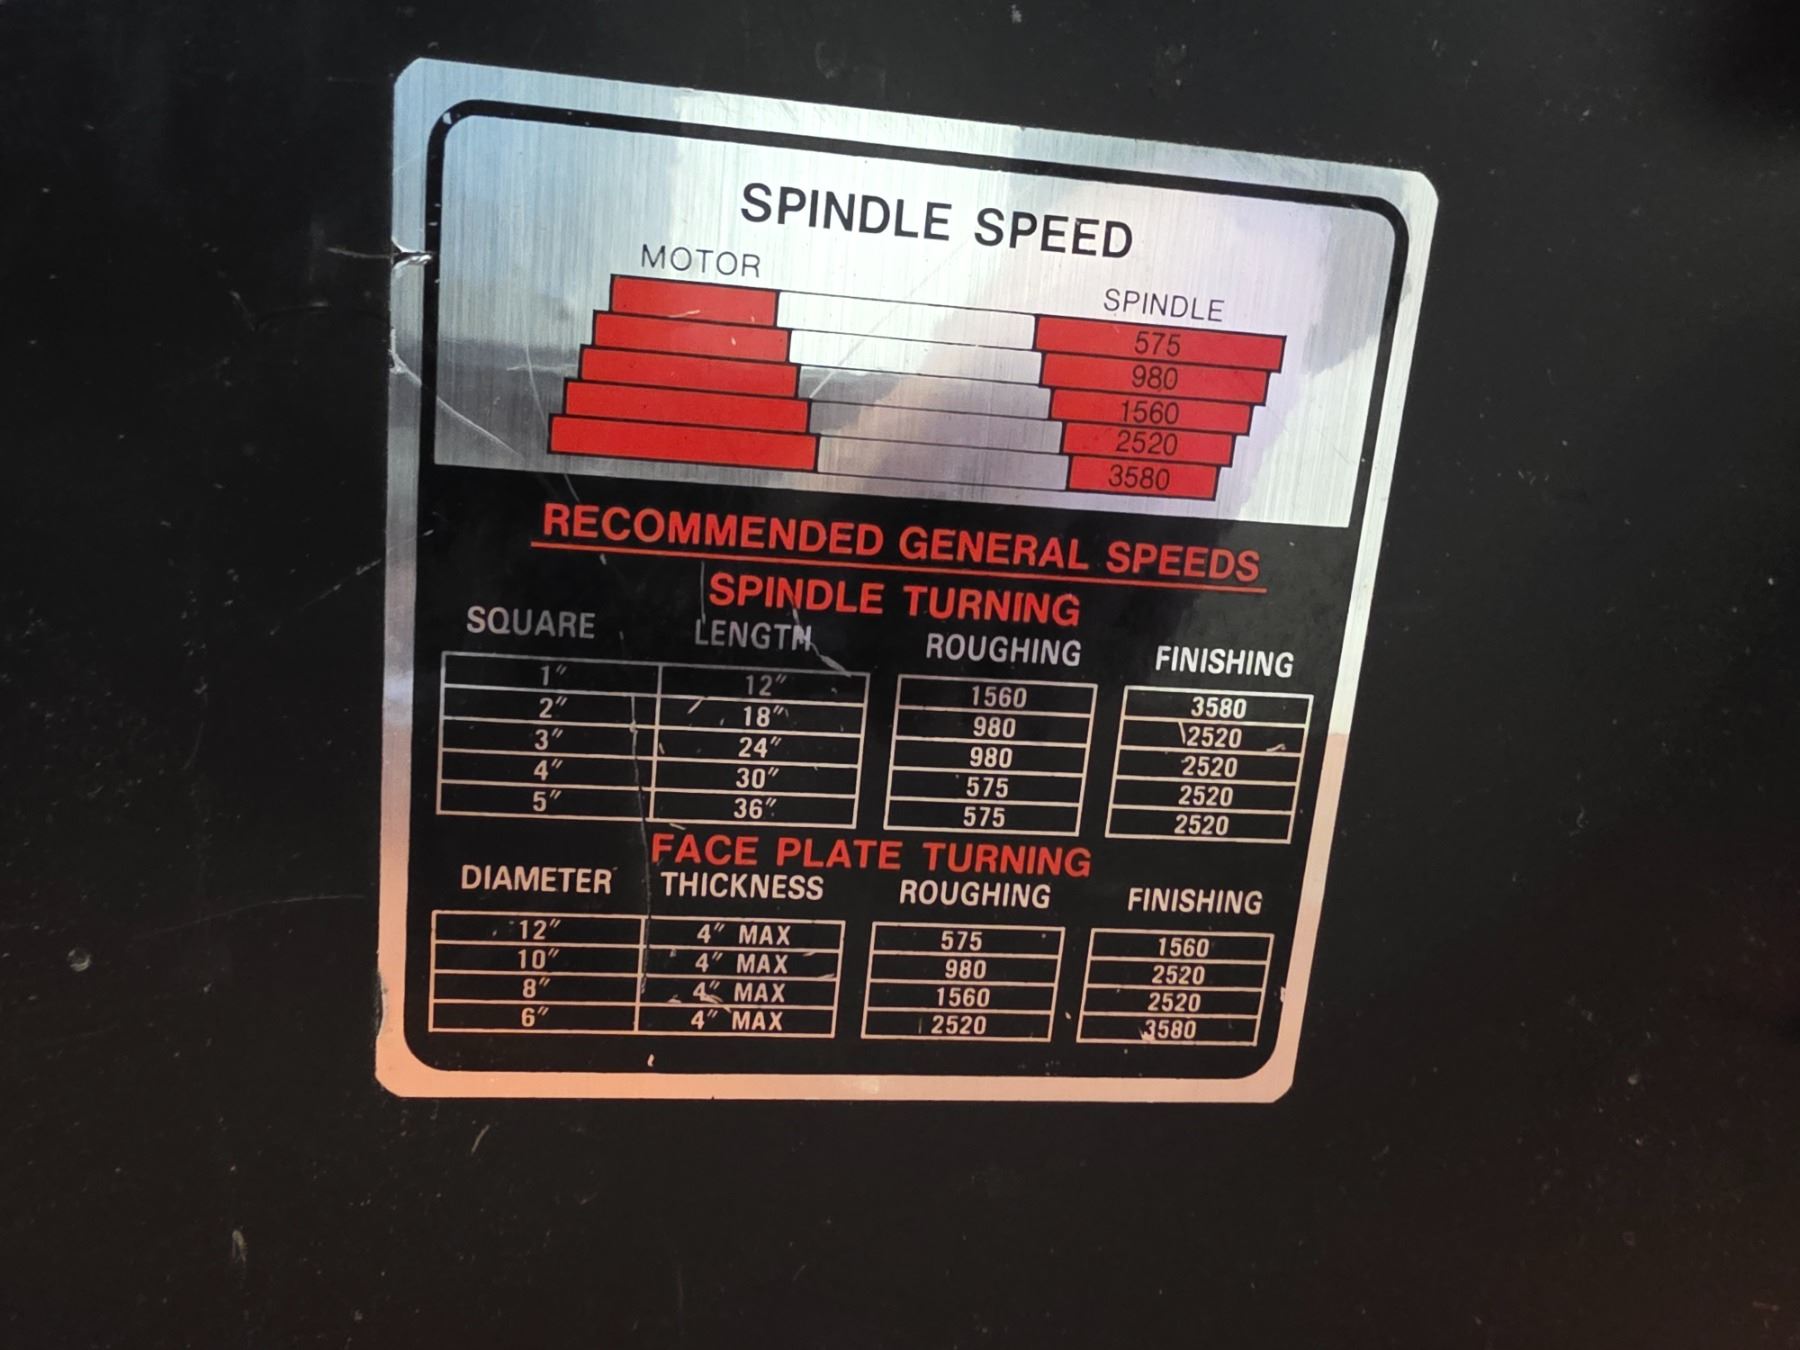 SPINDLE SPEED
MOTOR
SPINDLE
575
980
1560
2520
3580
RECOMMENDED GENERAL SPEEDS
SPINDLE TURNING
SQUARE LENGTH ROUGHING FINISHING
1" 12" 1560 3580
2" 18" 980 2520
3" 24" 980 2520
4" 30" 575 2520
5" 36" 575 2520
FACE PLATE TURNING
DIAMETER THICKNESS ROUGHING FINISHING
12" 4" MAX 575 1560
10" 4" MAX 980 2520
8" 4" MAX 1560 2520
6" 4" MAX 2520 3580